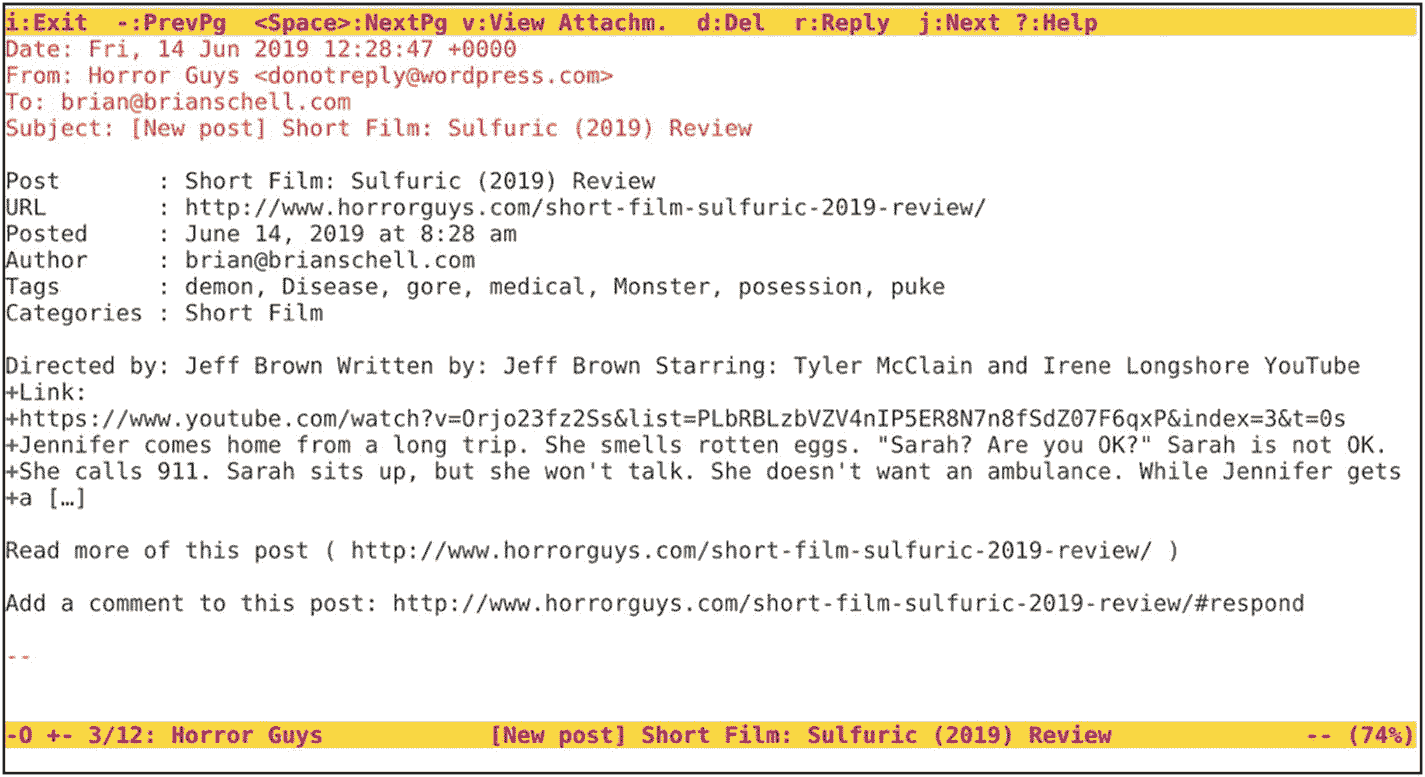 i:Exit  -:PrevPg  <Space>:NextPg v:View Attachm.  d:Del  r:Reply  j:Next ?:Help
Date: Fri, 14 Jun 2019 12:28:47 +0000
From: Horror Guys <donotreply@wordpress.com>
To: brian@brianschell.com
Subject: [New post] Short Film: Sulfuric (2019) Review
Post       : Short Film: Sulfuric (2019) Review
URL        : http://www.horrorguys.com/short-film-sulfuric-2019-review/
Posted     : June 14, 2019 at 8:28 am
Author     : brian@brianschell.com
Tags       : demon, Disease, gore, medical, Monster, posession, puke
Categories : Short Film
Directed by: Jeff Brown Written by: Jeff Brown Starring: Tyler McClain and Irene Longshore YouTube
+Link:
+https://www.youtube.com/watch?v=Orjo23fz2Ss&list=PLbRBLzbVZV4nIP5ER8N7n8fSdZ07F6qxP&index=3&t=0s
+Jennifer comes home from a long trip. She smells rotten eggs. "Sarah? Are you OK?" Sarah is not OK.
+She calls 911. Sarah sits up, but she won't talk. She doesn't want an ambulance. While Jennifer gets
+a […]
Read more of this post ( http://www.horrorguys.com/short-film-sulfuric-2019-review/ )
Add a comment to this post: http://www.horrorguys.com/short-film-sulfuric-2019-review/#respond
--
-O +- 3/12: Horror Guys            [New post] Short Film: Sulfuric (2019) Review              -- (74%)